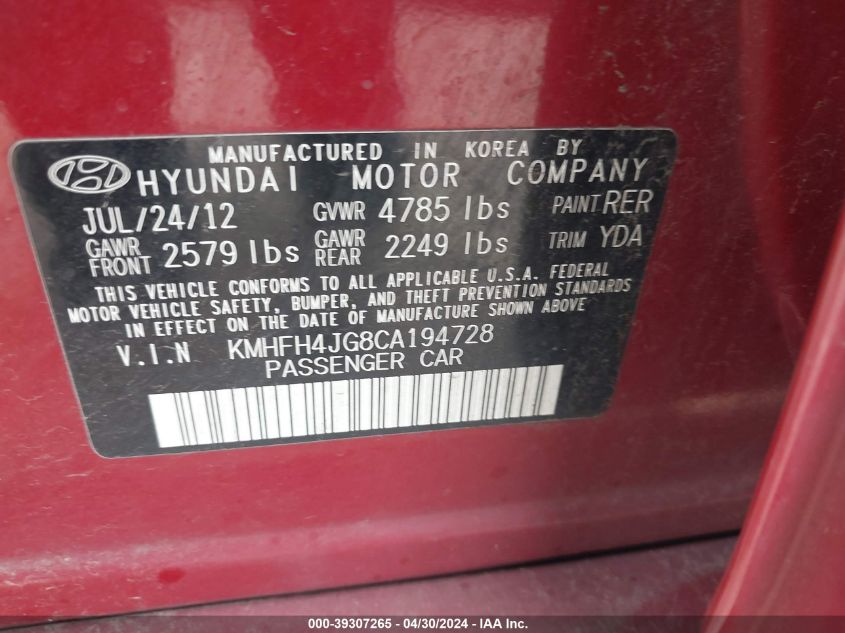 MANUFACTURED IN KOREA BY
HYUNDAI MOTOR COMPANY
JUL/24/12 GVWR 4785 lbs PAINT RER
GAWR FRONT 2579 lbs GAWR REAR 2249 lbs TRIM YDA
THIS VEHICLE CONFORMS TO ALL APPLICABLE U.S.A. FEDERAL
MOTOR VEHICLE SAFETY, BUMPER, AND THEFT PREVENTION STANDARDS
IN EFFECT ON THE DATE OF MANUFACTURE SHOWN ABOVE
V.I.N KMHFH4JG8CA194728
PASSENGER CAR
000-39307265 - 04/30/2024 - IAA Inc.